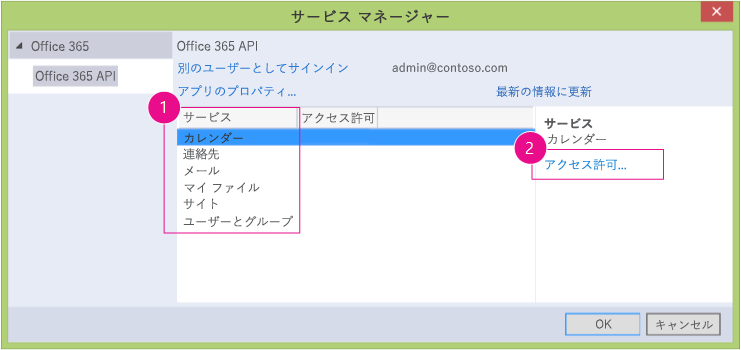 サービス マネージャー
Office 365
Office 365 API
Office 365 API
別のユーザーとしてサインイン
admin@contoso.com
アプリのプロパティ...
最新の情報に更新
1
サービス
アクセス許可
カレンダー
連絡先
メール
マイ ファイル
サイト
ユーザーとグループ
サービス
カレンダー
2
アクセス許可...
OK
キャンセル